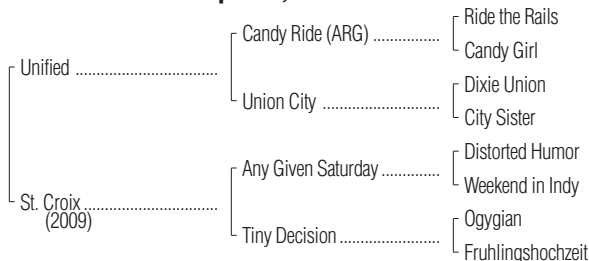 Ride the Rails
Candy Ride (ARG) ................
Candy Girl
Unified ..................................
Dixie Union
Union City ............................
City Sister
Distorted Humor
Any Given Saturday ..............
Weekend in Indy
St. Croix ................................
(2009)
Ogygian
Tiny Decision ........................
Fruhlingshochzeit